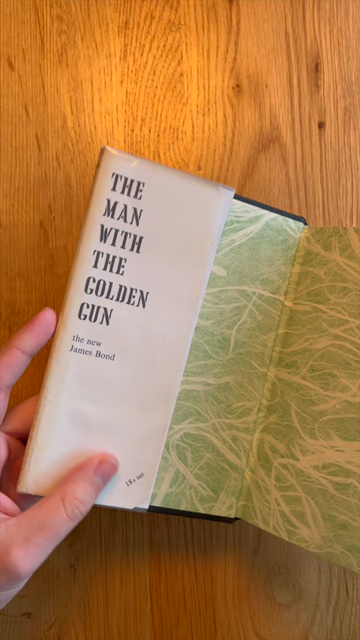 THE
MAN
WITH
THE
GOLDEN
GUN
the new
James Bond
18s net